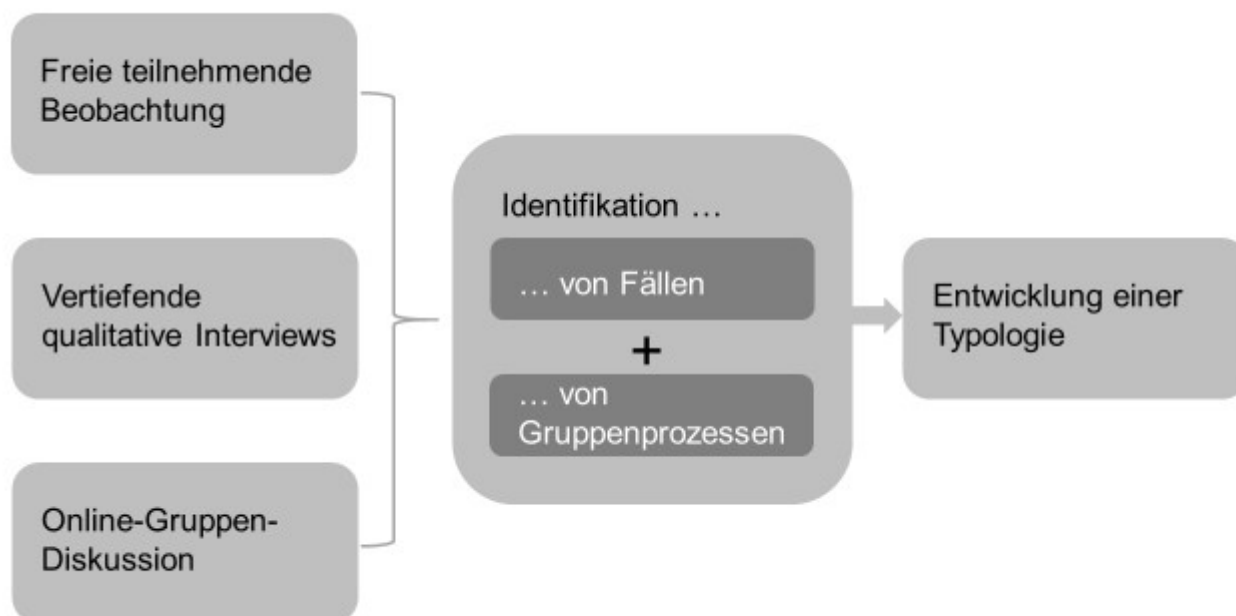 Freie teilnehmende
Beobachtung
Vertiefende
qualitative Interviews
Online-Gruppen-
Diskussion
Identifikation …
… von Fällen
+
… von
Gruppenprozessen
Entwicklung einer
Typologie